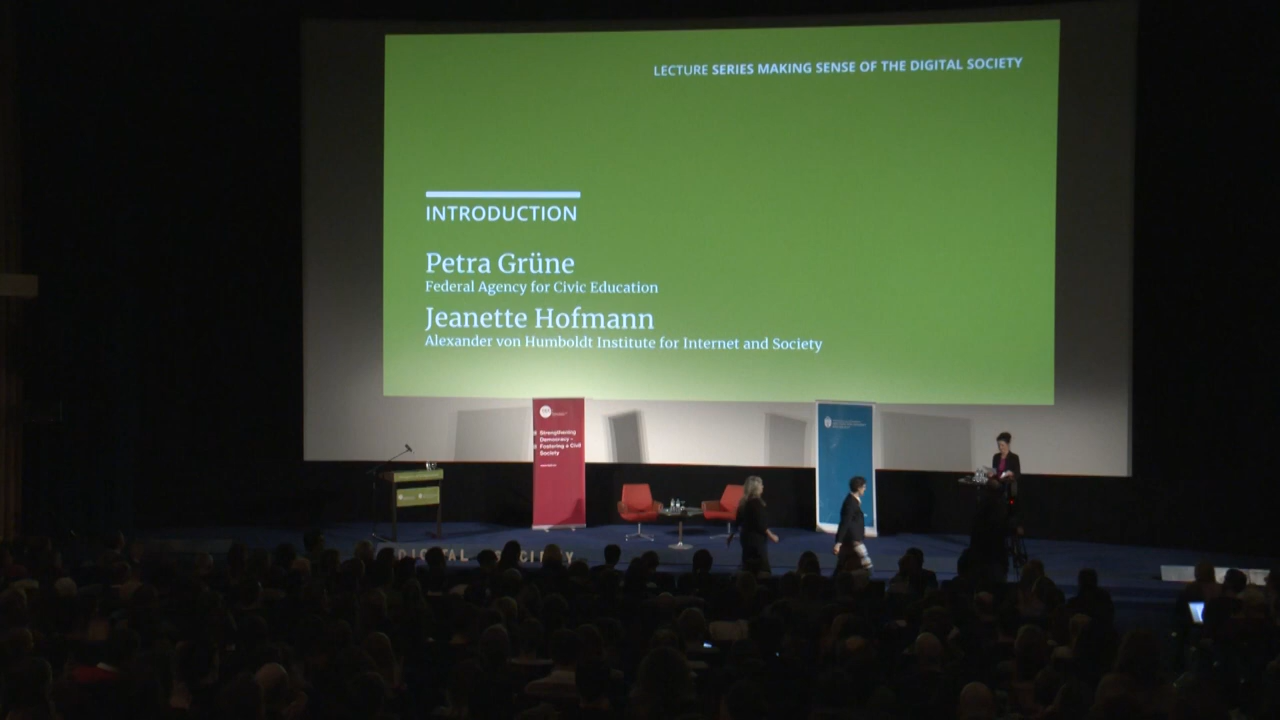 LECTURE SERIES MAKING SENSE OF THE DIGITAL SOCIETY
INTRODUCTION
Petra Grüne
Federal Agency for Civic Education
Jeanette Hofmann
Alexander von Humboldt Institute for Internet and Society
Strengthening
Democracy –
Fostering a Civil
Society
DIGITAL